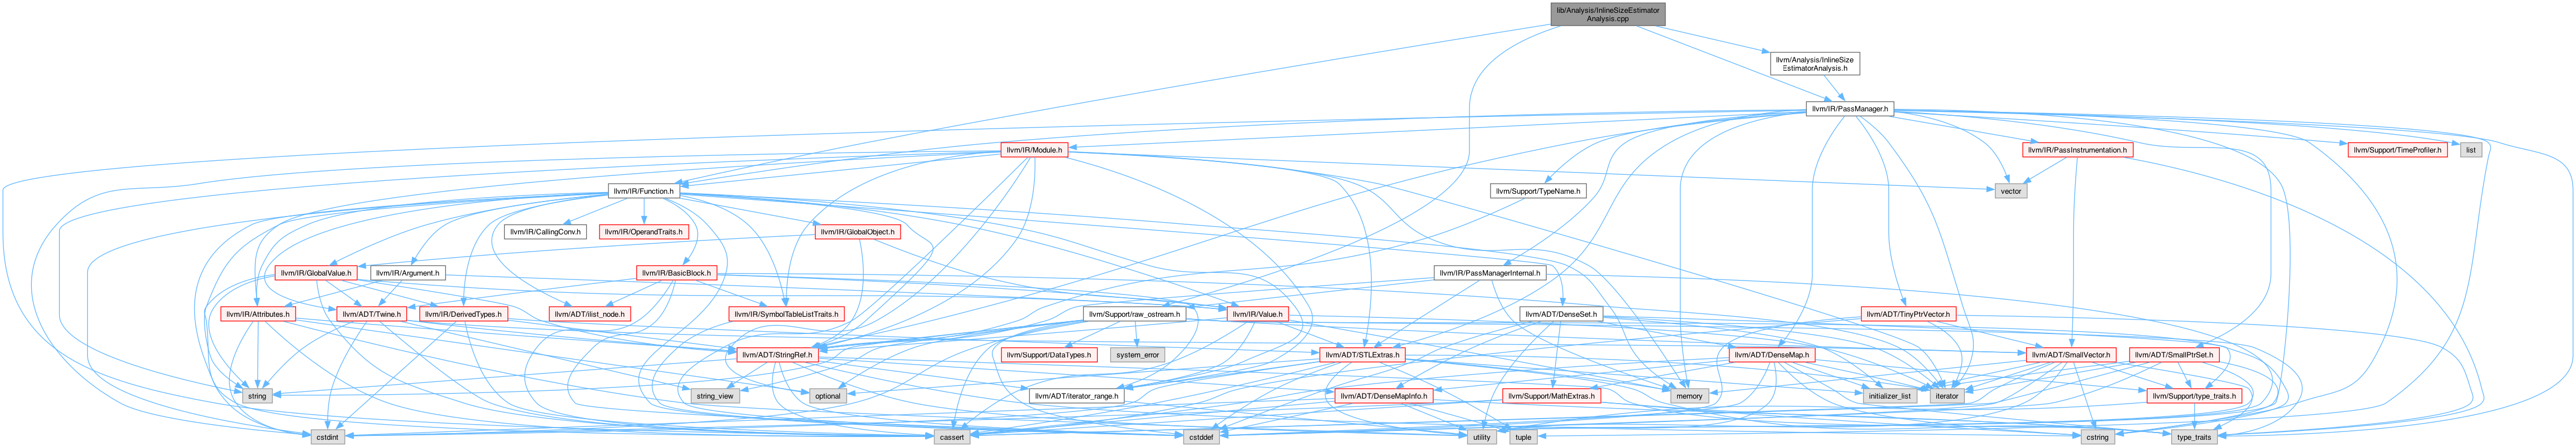 lib/Analysis/InlineSizeEstimator
Analysis.cpp
llvm/Analysis/InlineSize
EstimatorAnalysis.h
llvm/IR/PassManager.h
llvm/IR/Module.h
llvm/IR/PassInstrumentation.h
llvm/Support/TimeProfiler.h
list
llvm/IR/Function.h
llvm/Support/TypeName.h
vector
llvm/IR/CallingConv.h
llvm/IR/OperandTraits.h
llvm/IR/GlobalObject.h
llvm/IR/GlobalValue.h
llvm/IR/Argument.h
llvm/IR/BasicBlock.h
llvm/IR/PassManagerInternal.h
llvm/IR/Attributes.h
llvm/ADT/Twine.h
llvm/IR/DerivedTypes.h
llvm/ADT/ilist_node.h
llvm/IR/SymbolTableListTraits.h
llvm/Support/raw_ostream.h
llvm/IR/Value.h
llvm/ADT/DenseSet.h
llvm/ADT/TinyPtrVector.h
llvm/ADT/StringRef.h
llvm/Support/DataTypes.h
system_error
llvm/ADT/STLExtras.h
llvm/ADT/DenseMap.h
llvm/ADT/SmallVector.h
llvm/ADT/SmallPtrSet.h
string
string_view
optional
llvm/ADT/iterator_range.h
llvm/ADT/DenseMapInfo.h
llvm/Support/MathExtras.h
memory
initializer_list
iterator
llvm/Support/type_traits.h
cstdint
cassert
cstddef
utility
tuple
cstring
type_traits